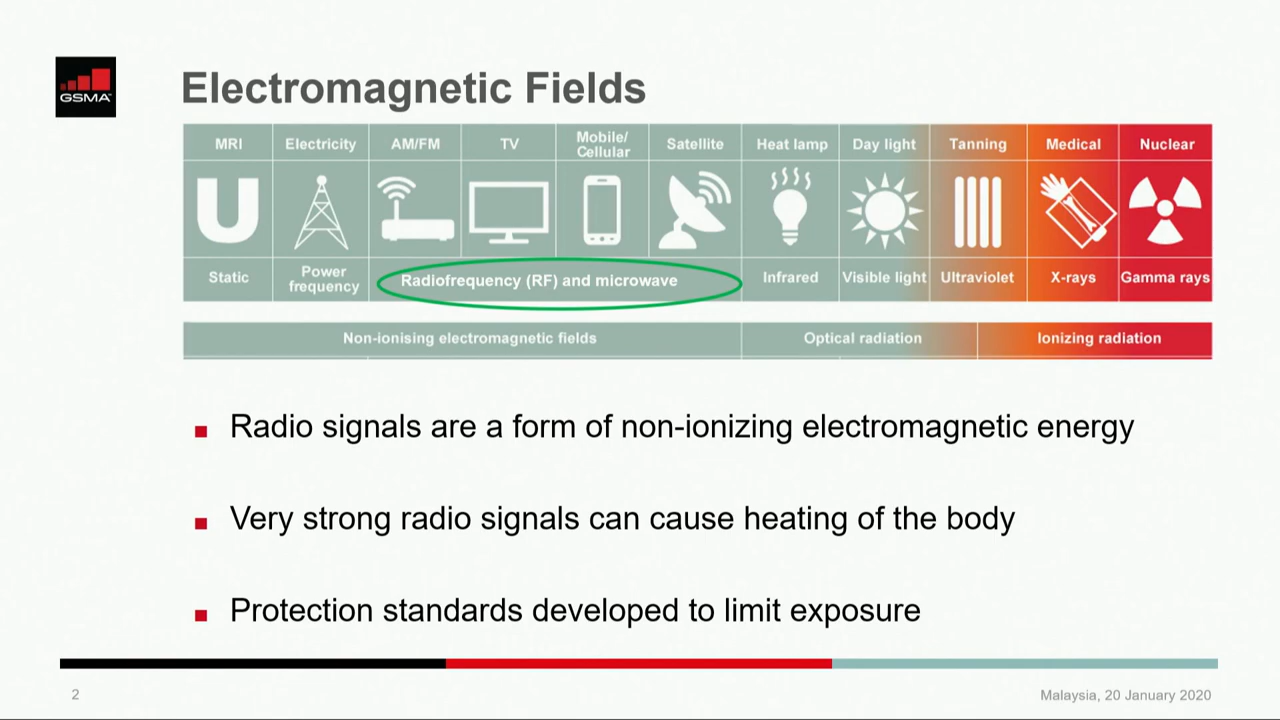 GSMA™
Electromagnetic Fields
MRI Electricity AM/FM TV Mobile/ Cellular Satellite Heat lamp Day light Tanning Medical Nuclear
Static Power frequency Radiofrequency (RF) and microwave Infrared Visible light Ultraviolet X-rays Gamma rays
Non-ionising electromagnetic fields Optical radiation Ionizing radiation
Radio signals are a form of non-ionizing electromagnetic energy
Very strong radio signals can cause heating of the body
Protection standards developed to limit exposure
2 Malaysia, 20 January 2020